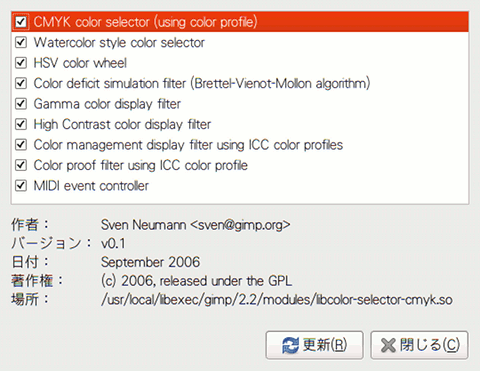 CMYK color selector (using color profile)
Watercolor style color selector
HSV color wheel
Color deficit simulation filter (Brettel-Vienot-Mollon algorithm)
Gamma color display filter
High Contrast color display filter
Color management display filter using ICC color profiles
Color proof filter using ICC color profile
MIDI event controller
作者： Sven Neumann <sven@gimp.org>
バージョン： v0.1
日付： September 2006
著作権： (c) 2006, released under the GPL
場所： /usr/local/libexec/gimp/2.2/modules/libcolor-selector-cmyk.so
更新(R) 閉じる(C)